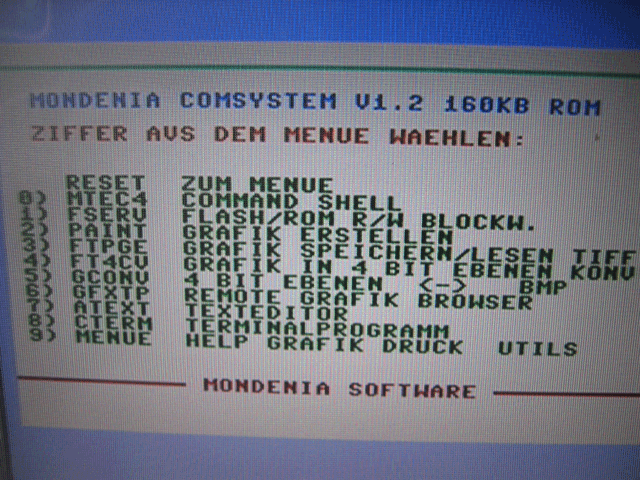 MONDENIA COMSYSTEM V1.2 160KB ROM
ZIFFER AUS DEM MENUE WAEHLEN:
RESET ZUM MENUE
0) MTEC4 COMMAND SHELL
1) FSERV FLASH/ROM R/W BLOCKW.
2) PAINT GRAFIK ERSTELLEN
3) FTPGE GRAFIK SPEICHERN/LESEN TIFF
4) FT4CV GRAFIK IN 4 BIT EBENEN KONV
5) GCONV 4 BIT EBENEN <-> BMP
6) GFXTP REMOTE GRAFIK BROWSER
7) ATEXT TEXTEDITOR
8) CTERM TERMINALPROGRAMM
9) MENUE HELP GRAFIK DRUCK UTILS
MONDENIA SOFTWARE